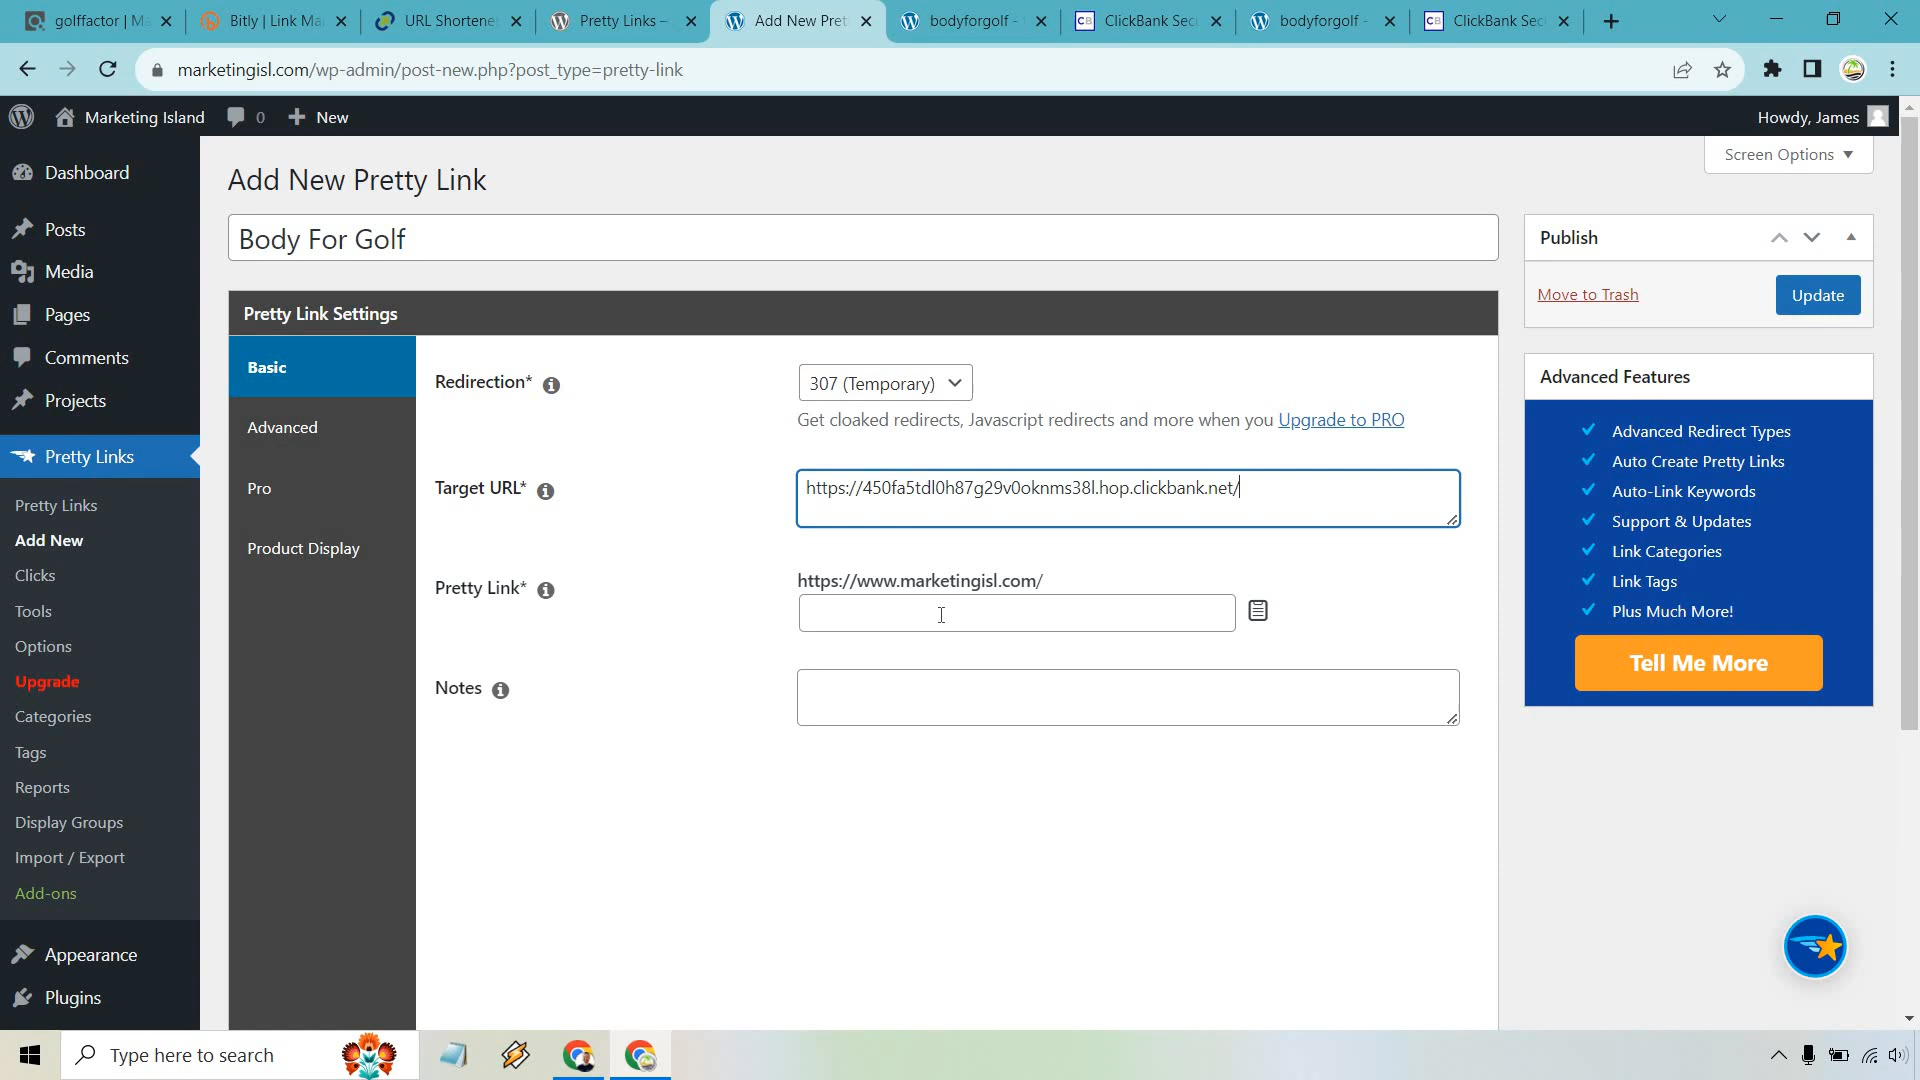 golffactor | Ma
Bitly | Link Ma
URL Shortene
Pretty Links –
Add New Pret
bodyforgolf -
ClickBank Sec
bodyforgolf -
ClickBank Sec
marketingisl.com/wp-admin/post-new.php?post_type=pretty-link
Marketing Island
0
New
Howdy, James
Screen Options
Dashboard
Posts
Media
Pages
Comments
Projects
Pretty Links
Pretty Links
Add New
Clicks
Tools
Options
Upgrade
Categories
Tags
Reports
Display Groups
Import / Export
Add-ons
Appearance
Plugins
Add New Pretty Link
Body For Golf
Pretty Link Settings
Basic
Advanced
Pro
Product Display
Redirection*
307 (Temporary)
Get cloaked redirects, Javascript redirects and more when you Upgrade to PRO
Target URL*
https://450fa5tdl0h87g29v0oknms38l.hop.clickbank.net/
Pretty Link*
https://www.marketingisl.com/
Notes
Publish
Move to Trash
Update
Advanced Features
Advanced Redirect Types
Auto Create Pretty Links
Auto-Link Keywords
Support & Updates
Link Categories
Link Tags
Plus Much More!
Tell Me More
Type here to search